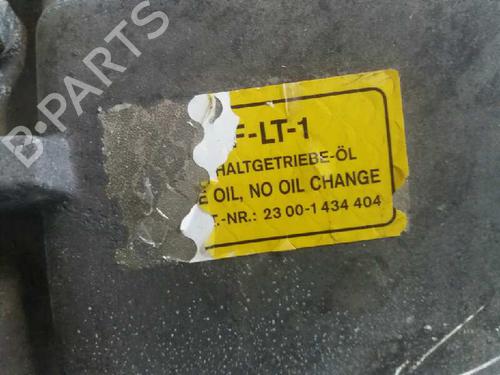 B-PARTS
F-LT-1
HALTGETRIEBE-ÖL
E OIL, NO OIL CHANGE
T.-NR.: 23 00-1 434 404